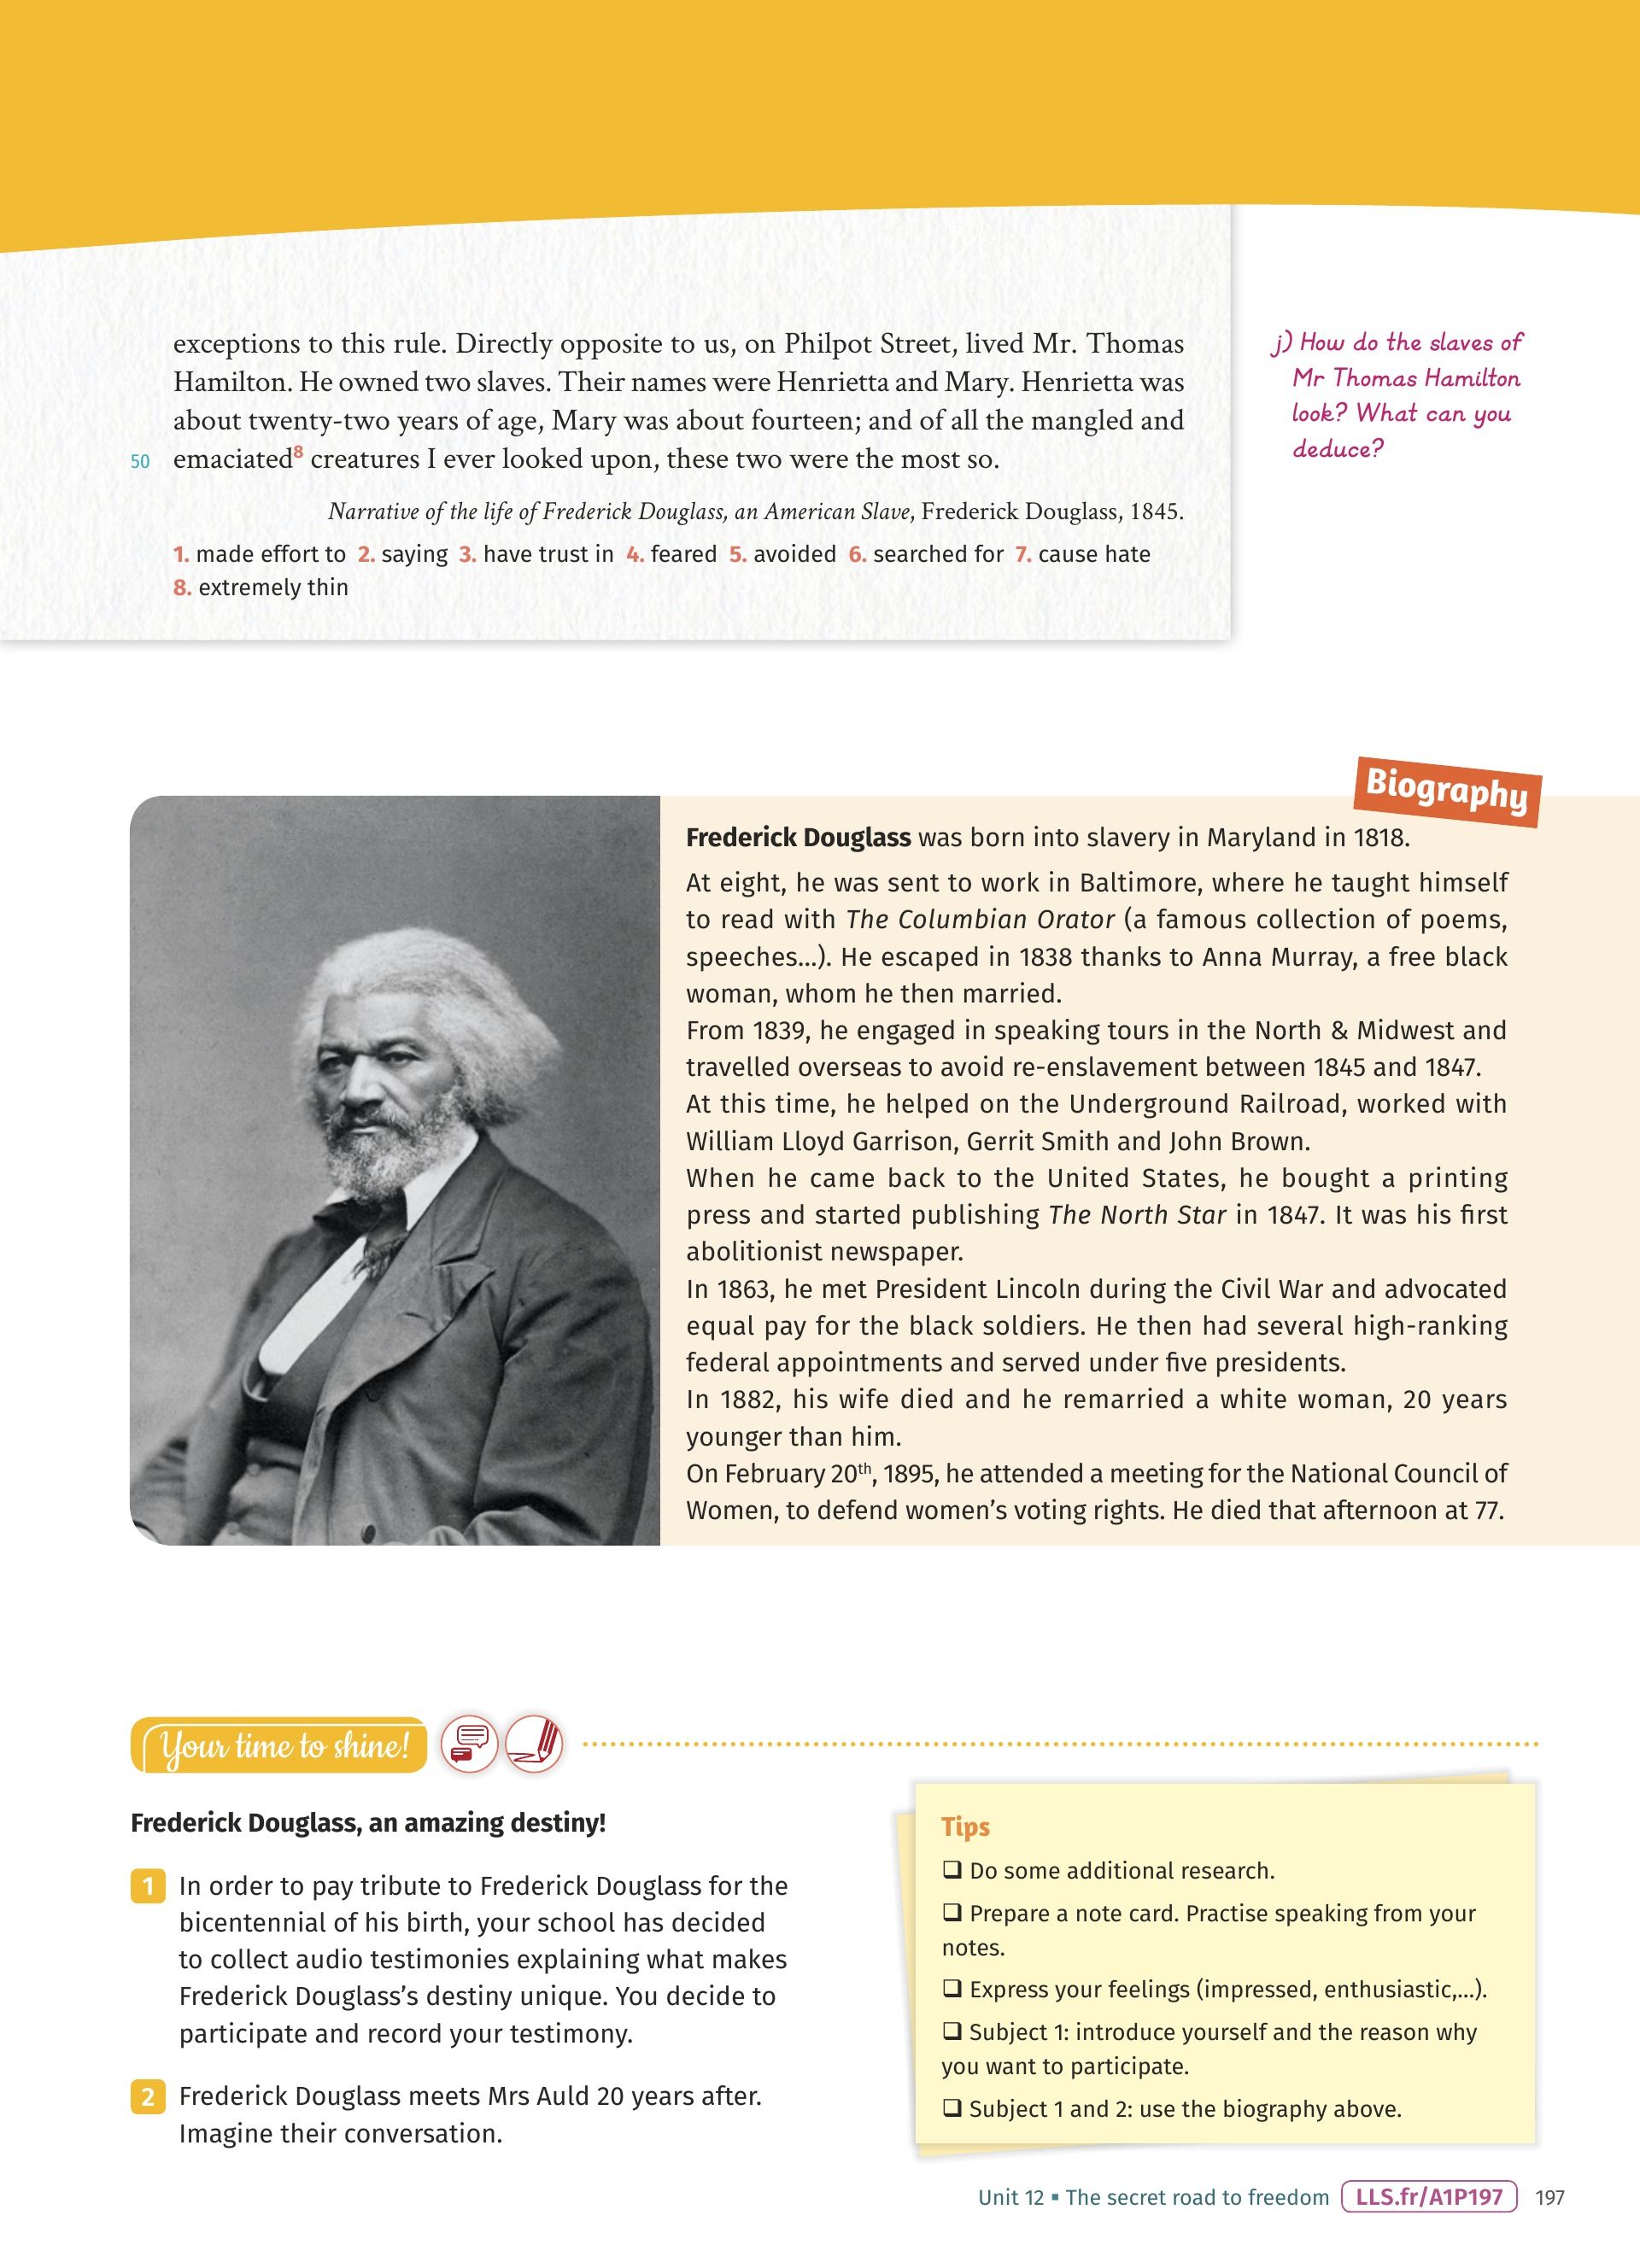 exceptions to this rule. Directly opposite to us, on Philpot Street, lived Mr. Thomas
Hamilton. He owned two slaves. Their names were Henrietta and Mary. Henrietta was
about twenty-two years of age, Mary was about fourteen; and of all the mangled and
50 emaciated8 creatures I ever looked upon, these two were the most so.
Narrative of the life of Frederick Douglass, an American Slave, Frederick Douglass, 1845.
1. made effort to 2. saying 3. have trust in 4. feared 5. avoided 6. searched for 7. cause hate
8. extremely thin
j) How do the slaves of
Mr Thomas Hamilton
look? What can you
deduce?
Biography
Frederick Douglass was born into slavery in Maryland in 1818.
At eight, he was sent to work in Baltimore, where he taught himself
to read with The Columbian Orator (a famous collection of poems,
speeches...). He escaped in 1838 thanks to Anna Murray, a free black
woman, whom he then married.
From 1839, he engaged in speaking tours in the North & Midwest and
travelled overseas to avoid re-enslavement between 1845 and 1847.
At this time, he helped on the Underground Railroad, worked with
William Lloyd Garrison, Gerrit Smith and John Brown.
When he came back to the United States, he bought a printing
press and started publishing The North Star in 1847. It was his first
abolitionist newspaper.
In 1863, he met President Lincoln during the Civil War and advocated
equal pay for the black soldiers. He then had several high-ranking
federal appointments and served under five presidents.
In 1882, his wife died and he remarried a white woman, 20 years
younger than him.
On February 20th, 1895, he attended a meeting for the National Council of
Women, to defend women's voting rights. He died that afternoon at 77.
Your time to shine!
Frederick Douglass, an amazing destiny!
1 In order to pay tribute to Frederick Douglass for the
bicentennial of his birth, your school has decided
to collect audio testimonies explaining what makes
Frederick Douglass's destiny unique. You decide to
participate and record your testimony.
2 Frederick Douglass meets Mrs Auld 20 years after.
Imagine their conversation.
Tips
❑ Do some additional research.
❑ Prepare a note card. Practise speaking from your
notes.
❑ Express your feelings (impressed, enthusiastic,...).
❑ Subject 1: introduce yourself and the reason why
you want to participate.
❑ Subject 1 and 2: use the biography above.
Unit 12 ▪ The secret road to freedom LLS.fr/A1P197 197